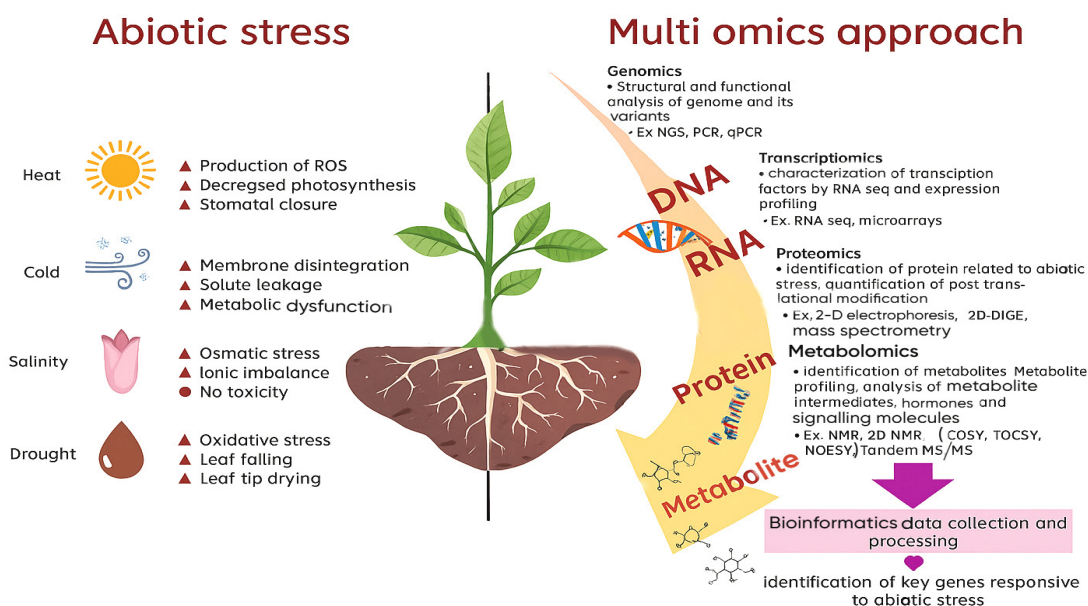 Abiotic stress
Heat
▲ Production of ROS
▲ Decregsed photosynthesis
▲ Stomatal closure
Cold
▲ Membrone disintegration
▲ Solute leakage
▲ Metabolic dysfunction
Salinity
▲ Osmatic stress
▲ Ionic imbalance
● No toxicity
Drought
▲ Oxidative stress
▲ Leaf falling
▲ Leaf tip drying
Multi omics approach
Genomics
• Structural and functional
analysis of genome and its
variants
• Ex NGS, PCR, qPCR
DNA
Transcriptiomics
• characterization of transciption
factors by RNA seq and expression
profiling
• Ex. RNA seq, microarrays
RNA
Proteomics
• identification of protein related to abiatic
stress, quantification of post trans-
lational modification
• Ex, 2-D electrophoresis, 2D-DIGE,
mass spectrometry
Protein
Metabolomics
• identification of metabolites Metabolite
profiling, analysis of metabolite
intermediates, hormones and
signalling molecules
• Ex. NMR, 2D NMR, (COSY, TOCSY,
NOESY,) Tandem MS/MS
Metabolite
Bioinformatics data collection and
processing
identification of key genes responsive
to abiatic stress